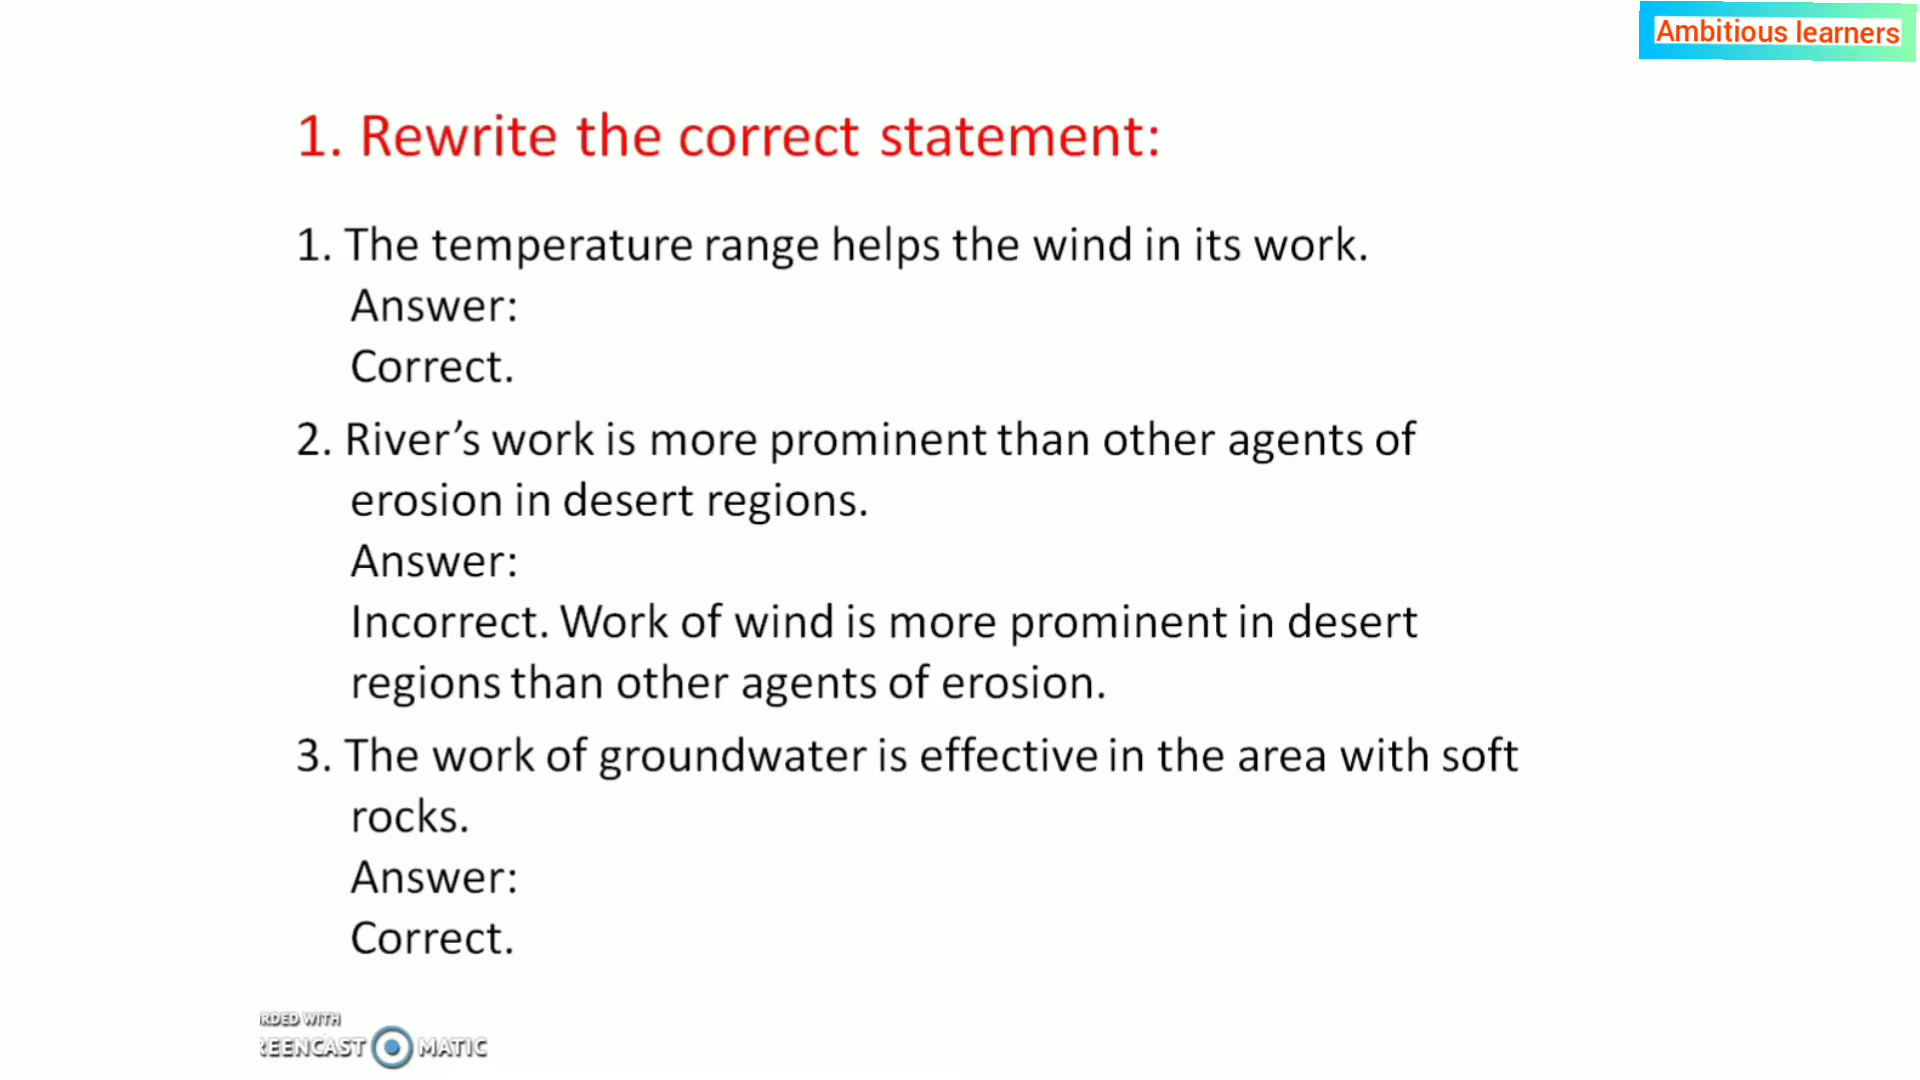 Ambitious learners
1. Rewrite the correct statement:
1. The temperature range helps the wind in its work.
Answer:
Correct.
2. River’s work is more prominent than other agents of
erosion in desert regions.
Answer:
Incorrect. Work of wind is more prominent in desert
regions than other agents of erosion.
3. The work of groundwater is effective in the area with soft
rocks.
Answer:
Correct.
RDED WITH
REENCAST MATIC